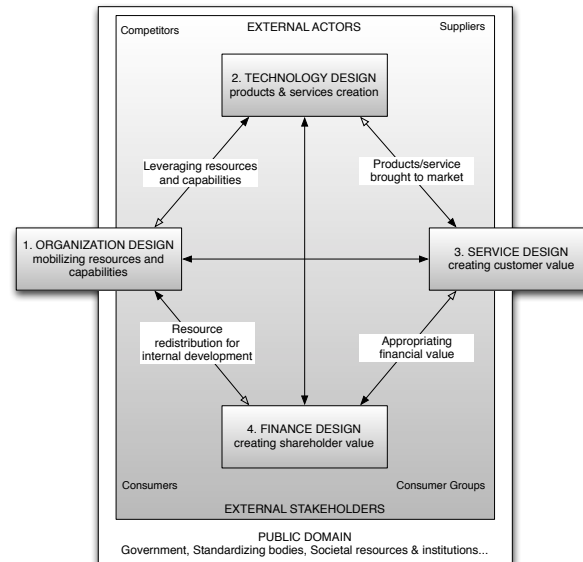 Competitors
EXTERNAL ACTORS
Suppliers
2. TECHNOLOGY DESIGN
products & services creation
Leveraging resources
and capabilities
Products/service
brought to market
1. ORGANIZATION DESIGN
mobilizing resources and
capabilities
3. SERVICE DESIGN
creating customer value
Resource
redistribution for
internal development
Appropriating
financial value
4. FINANCE DESIGN
creating shareholder value
Consumers
Consumer Groups
EXTERNAL STAKEHOLDERS
PUBLIC DOMAIN
Government, Standardizing bodies, Societal resources & institutions...